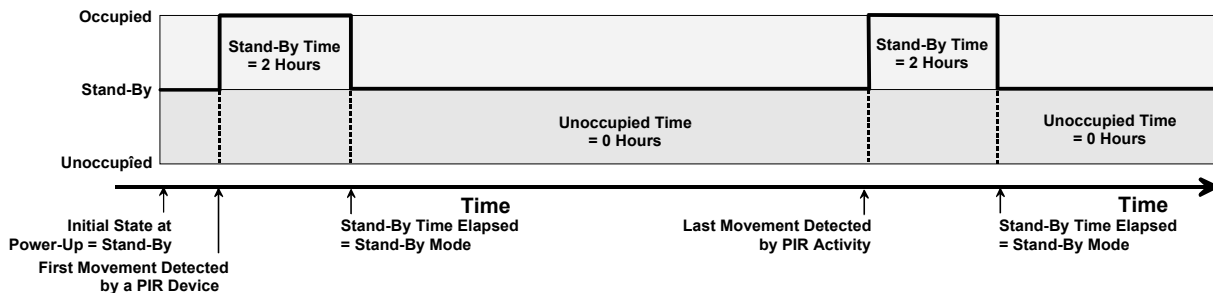 Occupied
Stand-By Time
= 2 Hours
Stand-By Time
= 2 Hours
Stand-By
Unoccupied Time
= 0 Hours
Unoccupied Time
= 0 Hours
Unoccupied
Time
Time
Initial State at
Power-Up = Stand-By
Stand-By Time Elapsed
= Stand-By Mode
Last Movement Detected
by PIR Activity
Stand-By Time Elapsed
= Stand-By Mode
First Movement Detected
by a PIR Device